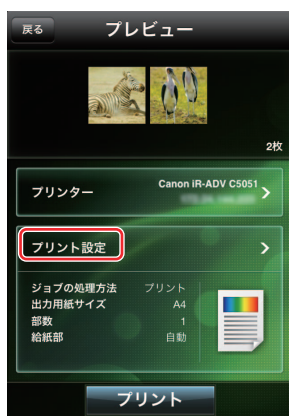 戻る
プレビュー
2枚
プリンター
Canon iR-ADV C5051
プリント設定
ジョブの処理方法 プリント
出力用紙サイズ A4
部数 1
給紙部 自動
プリント